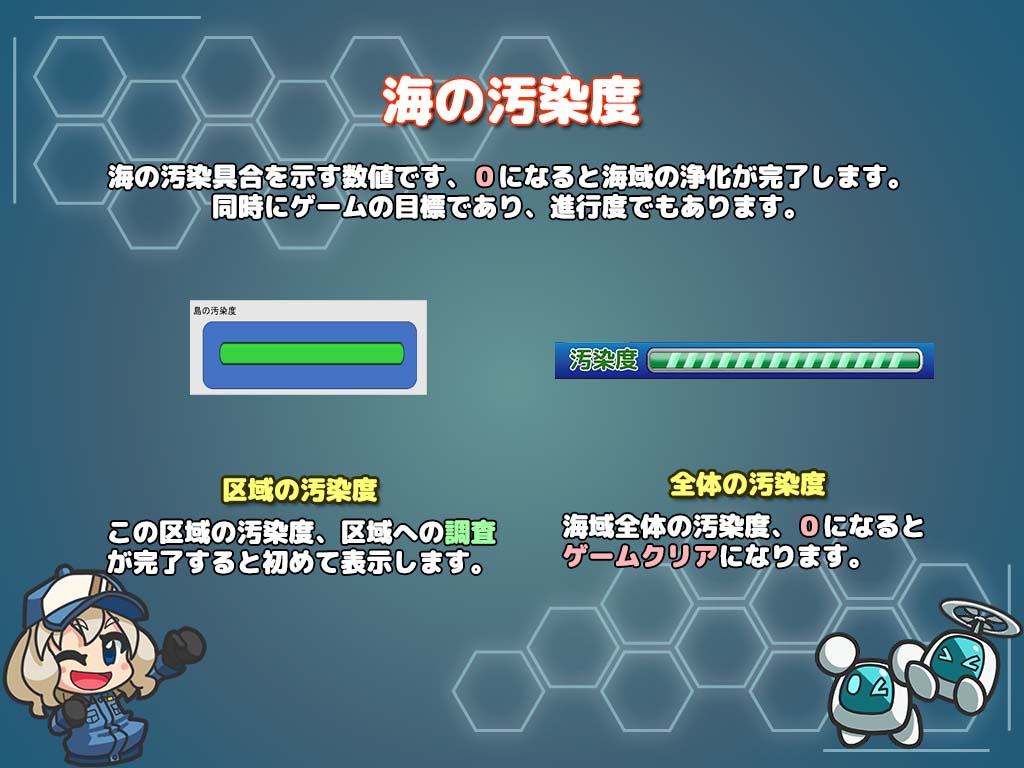 海の汚染度
海の汚染具合を示す数値です、０になると海域の浄化が完了します。
同時にゲームの目標であり、進行度でもあります。
島の汚染度
汚染度
区域の汚染度
この区域の汚染度、区域への調査
が完了すると初めて表示します。
全体の汚染度
海域全体の汚染度、０になると
ゲームクリアになります。